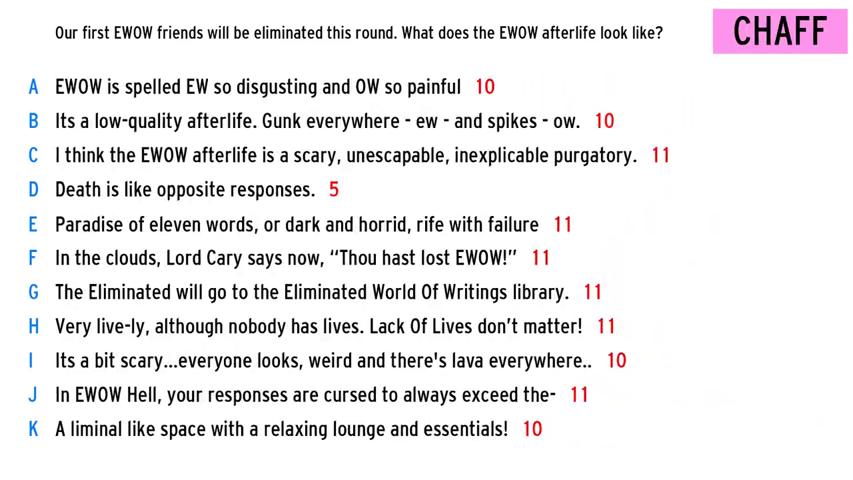 Our first EWOW friends will be eliminated this round. What does the EWOW afterlife look like?
CHAFF
A EWOW is spelled EW so disgusting and OW so painful 10
B Its a low-quality afterlife. Gunk everywhere - ew - and spikes - ow. 10
C I think the EWOW afterlife is a scary, unescapable, inexplicable purgatory. 11
D Death is like opposite responses. 5
E Paradise of eleven words, or dark and horrid, rife with failure 11
F In the clouds, Lord Cary says now, “Thou hast lost EWOW!” 11
G The Eliminated will go to the Eliminated World Of Writings library. 11
H Very live-ly, although nobody has lives. Lack Of Lives don’t matter! 11
I Its a bit scary...everyone looks, weird and there's lava everywhere.. 10
J In EWOW Hell, your responses are cursed to always exceed the- 11
K A liminal like space with a relaxing lounge and essentials! 10